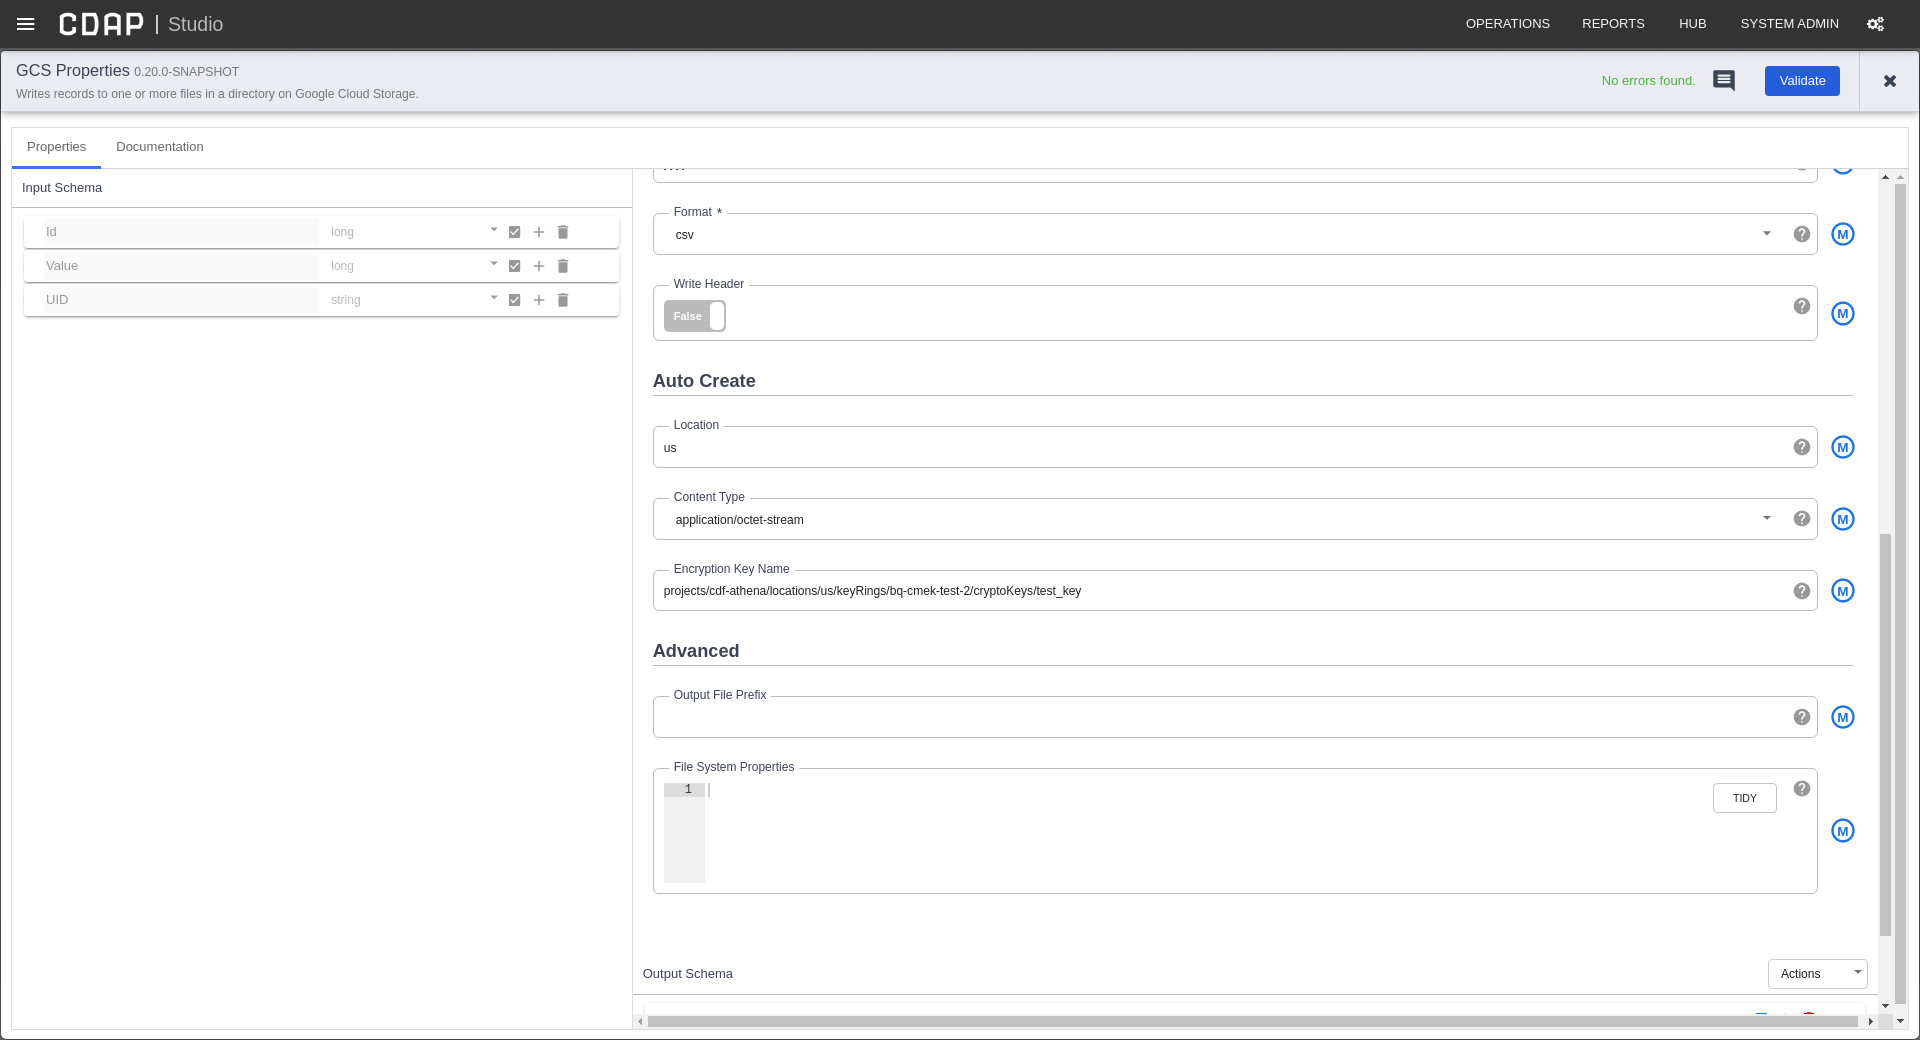 CDAP | Studio
OPERATIONS REPORTS HUB SYSTEM ADMIN
GCS Properties 0.20.0-SNAPSHOT
Writes records to one or more files in a directory on Google Cloud Storage.
No errors found.
Validate
Properties Documentation
Input Schema
Id long
Value long
UID string
Format *
csv
M
Write Header
False
M
Auto Create
Location
us
M
Content Type
application/octet-stream
M
Encryption Key Name
projects/cdf-athena/locations/us/keyRings/bq-cmek-test-2/cryptoKeys/test_key
M
Advanced
Output File Prefix
M
File System Properties
1
TIDY
M
Output Schema
Actions